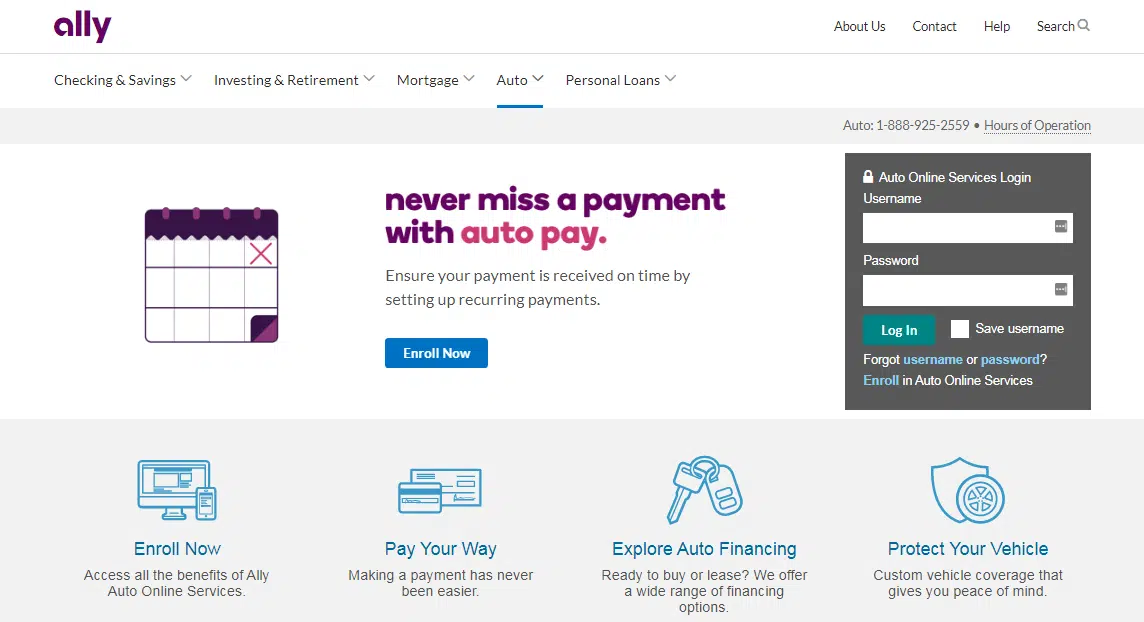 ally
About Us Contact Help Search
Checking & Savings Investing & Retirement Mortgage Auto Personal Loans
Auto: 1-888-925-2559 • Hours of Operation
never miss a payment
with auto pay.
Ensure your payment is received on time by
setting up recurring payments.
Enroll Now
Auto Online Services Login
Username
Password
Log In Save username
Forgot username or password?
Enroll in Auto Online Services
Enroll Now
Access all the benefits of Ally
Auto Online Services.
Pay Your Way
Making a payment has never
been easier.
Explore Auto Financing
Ready to buy or lease? We offer
a wide range of financing
options.
Protect Your Vehicle
Custom vehicle coverage that
gives you peace of mind.